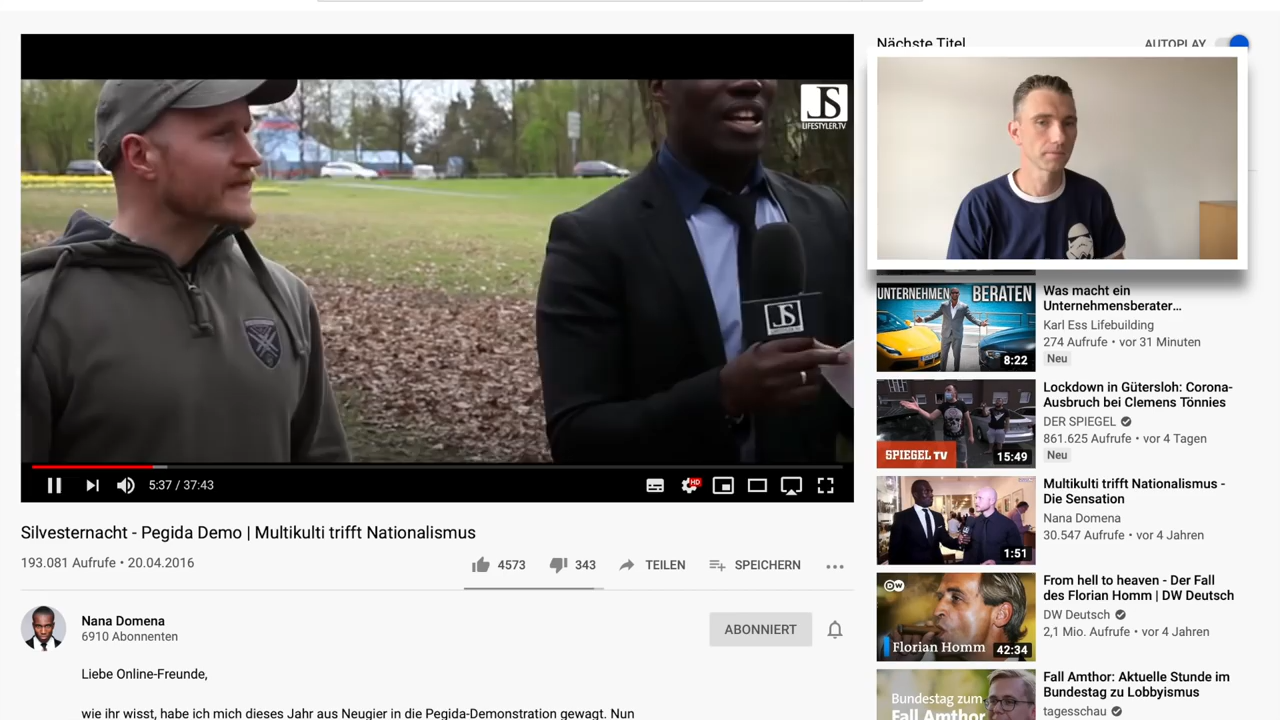 Nächste Titel
AUTOPLAY
JS
LIFESTYLER.TV
JS
5:37 / 37:43
HD
Silvesternacht - Pegida Demo | Multikulti trifft Nationalismus
193.081 Aufrufe • 20.04.2016
4573
343
TEILEN
SPEICHERN
Nana Domena
6910 Abonnenten
ABONNIERT
Liebe Online-Freunde,
wie ihr wisst, habe ich mich dieses Jahr aus Neugier in die Pegida-Demonstration gewagt. Nun
UNTERNEHMEN BERATEN
8:22
Was macht ein
Unternehmensberater...
Karl Ess Lifebuilding
274 Aufrufe • vor 31 Minuten
Neu
SPIEGEL TV
15:49
Lockdown in Gütersloh: Corona-
Ausbruch bei Clemens Tönnies
DER SPIEGEL
861.625 Aufrufe • vor 4 Tagen
Neu
1:51
Multikulti trifft Nationalismus -
Die Sensation
Nana Domena
30.547 Aufrufe • vor 4 Jahren
DW
Florian Homm
42:34
From hell to heaven - Der Fall
des Florian Homm | DW Deutsch
DW Deutsch
2,1 Mio. Aufrufe • vor 4 Jahren
Bundestag zum
Fall Amthor
Fall Amthor: Aktuelle Stunde im
Bundestag zu Lobbyismus
tagesschau